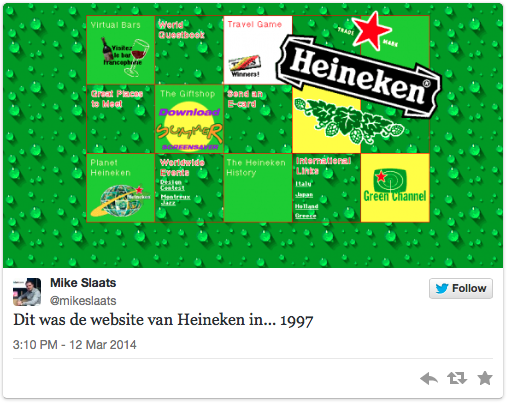 Virtual Bars
Visitez
le bar
francophone
World
Guestbook
Travel Game
Winners!
TRADE MARK
Heineken
Great Places
to Meet
The Giftshop
Download
SUMMER
SCREENSAVER
Send an
E-card
Planet
Heineken
Heineken
Worldwide
Events
Design
Contest
Montreux
Jazz
The Heineken
History
International
Links
Italy
Japan
Holland
Greece
Green Channel
Mike Slaats
@mikeslaats
Follow
Dit was de website van Heineken in... 1997
3:10 PM - 12 Mar 2014